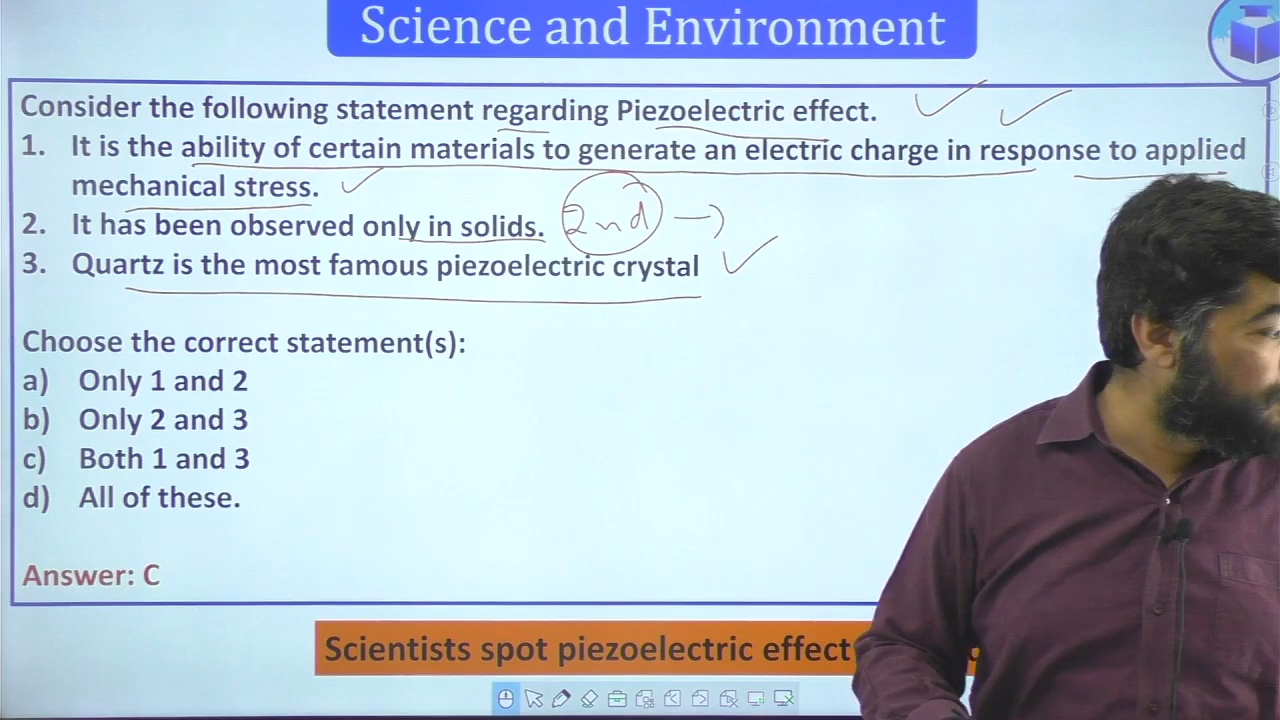 Science and Environment
Consider the following statement regarding Piezoelectric effect.
1. It is the ability of certain materials to generate an electric charge in response to applied
mechanical stress.
2. It has been observed only in solids. 2nd
3. Quartz is the most famous piezoelectric crystal
Choose the correct statement(s):
a) Only 1 and 2
b) Only 2 and 3
c) Both 1 and 3
d) All of these.
Answer: C
Scientists spot piezoelectric effect